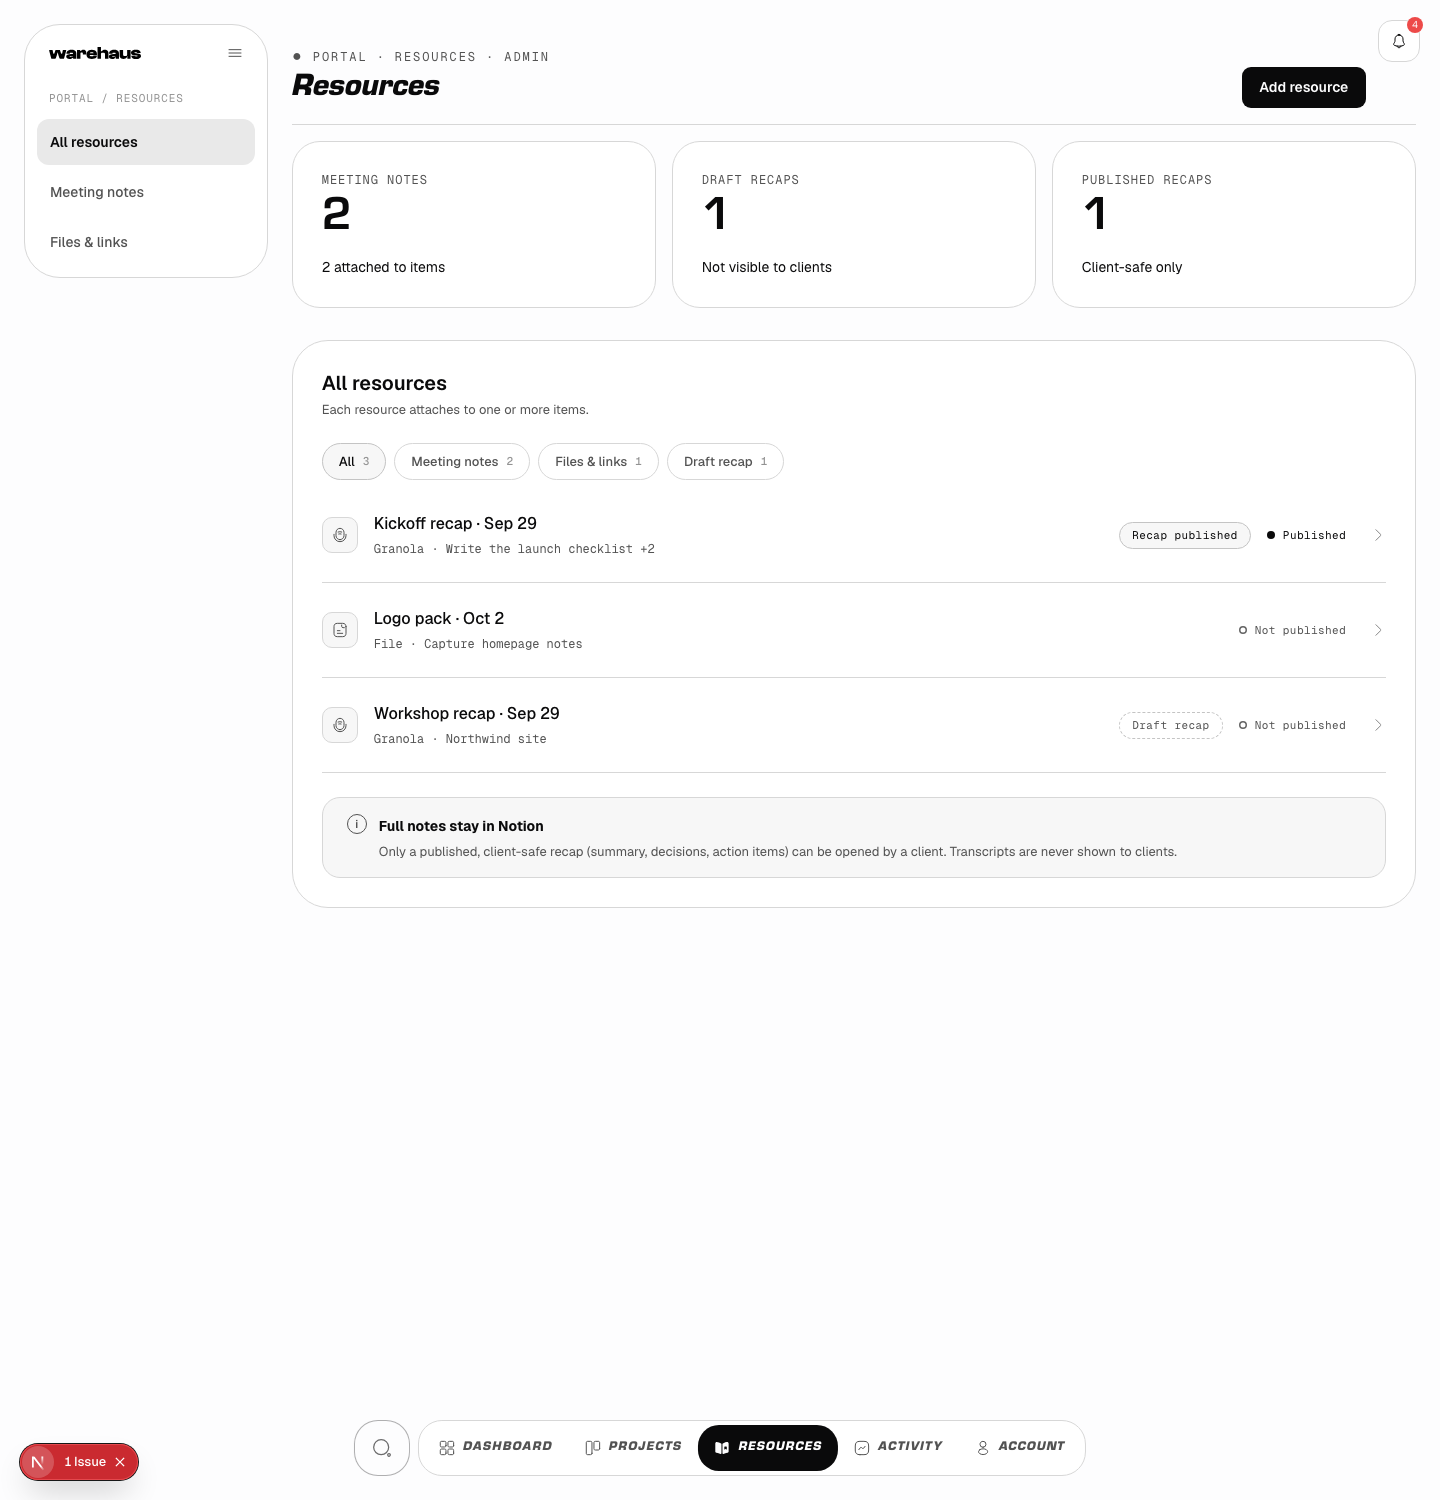 warehaus
PORTAL / RESOURCES
All resources
Meeting notes
Files & links
PORTAL · RESOURCES · ADMIN
Resources
4
Add resource
MEETING NOTES
2
2 attached to items
DRAFT RECAPS
1
Not visible to clients
PUBLISHED RECAPS
1
Client-safe only
All resources
Each resource attaches to one or more items.
All 3
Meeting notes 2
Files & links 1
Draft recap 1
Kickoff recap · Sep 29
Granola · Write the launch checklist +2
Recap published
Published
Logo pack · Oct 2
File · Capture homepage notes
Not published
Workshop recap · Sep 29
Granola · Northwind site
Draft recap
Not published
Full notes stay in Notion
Only a published, client-safe recap (summary, decisions, action items) can be opened by a client. Transcripts are never shown to clients.
N 1 Issue
DASHBOARD
PROJECTS
RESOURCES
ACTIVITY
ACCOUNT